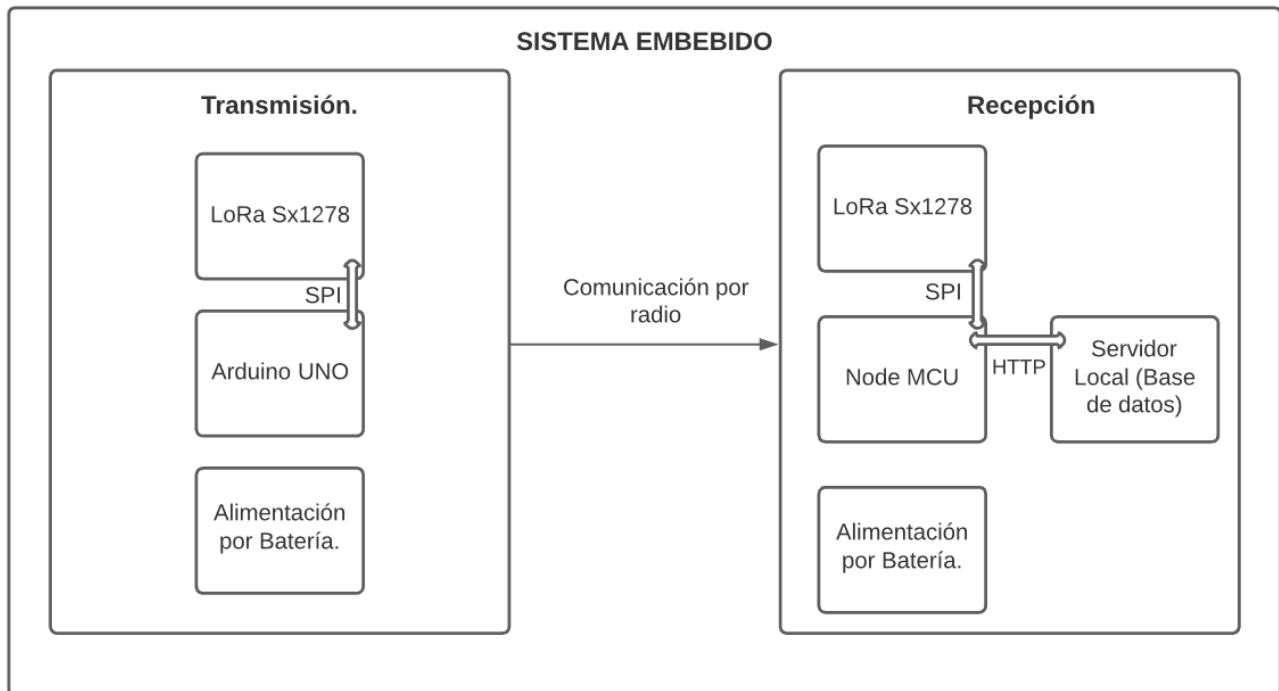 SISTEMA EMBEBIDO
Transmisión.
LoRa Sx1278
SPI
Arduino UNO
Alimentación
por Batería.
Comunicación por
radio
Recepción
LoRa Sx1278
SPI
Node MCU
HTTP
Servidor
Local (Base
de datos)
Alimentación
por Batería.